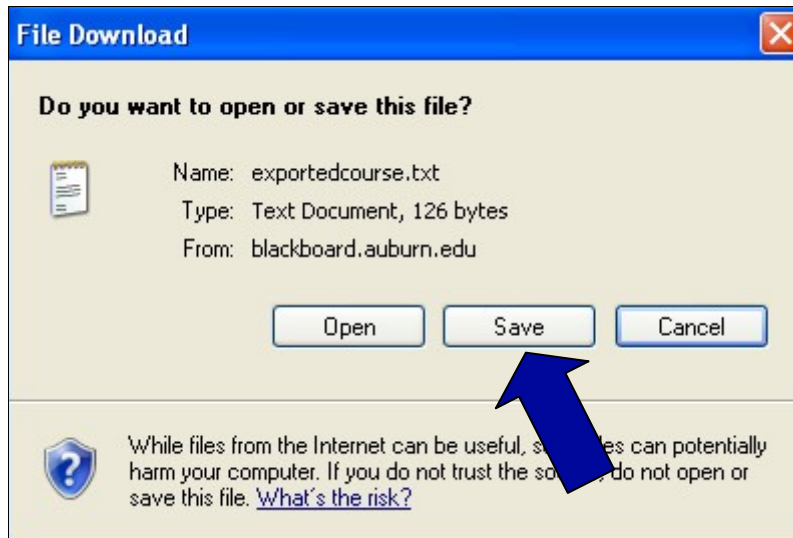 File Download
Do you want to open or save this file?
Name: exportedcourse.txt
Type: Text Document, 126 bytes
From: blackboard.auburn.edu
Open Save Cancel
While files from the Internet can be useful, can potentially
harm your computer. If you do not trust the do not open or
save this file. What's the risk?